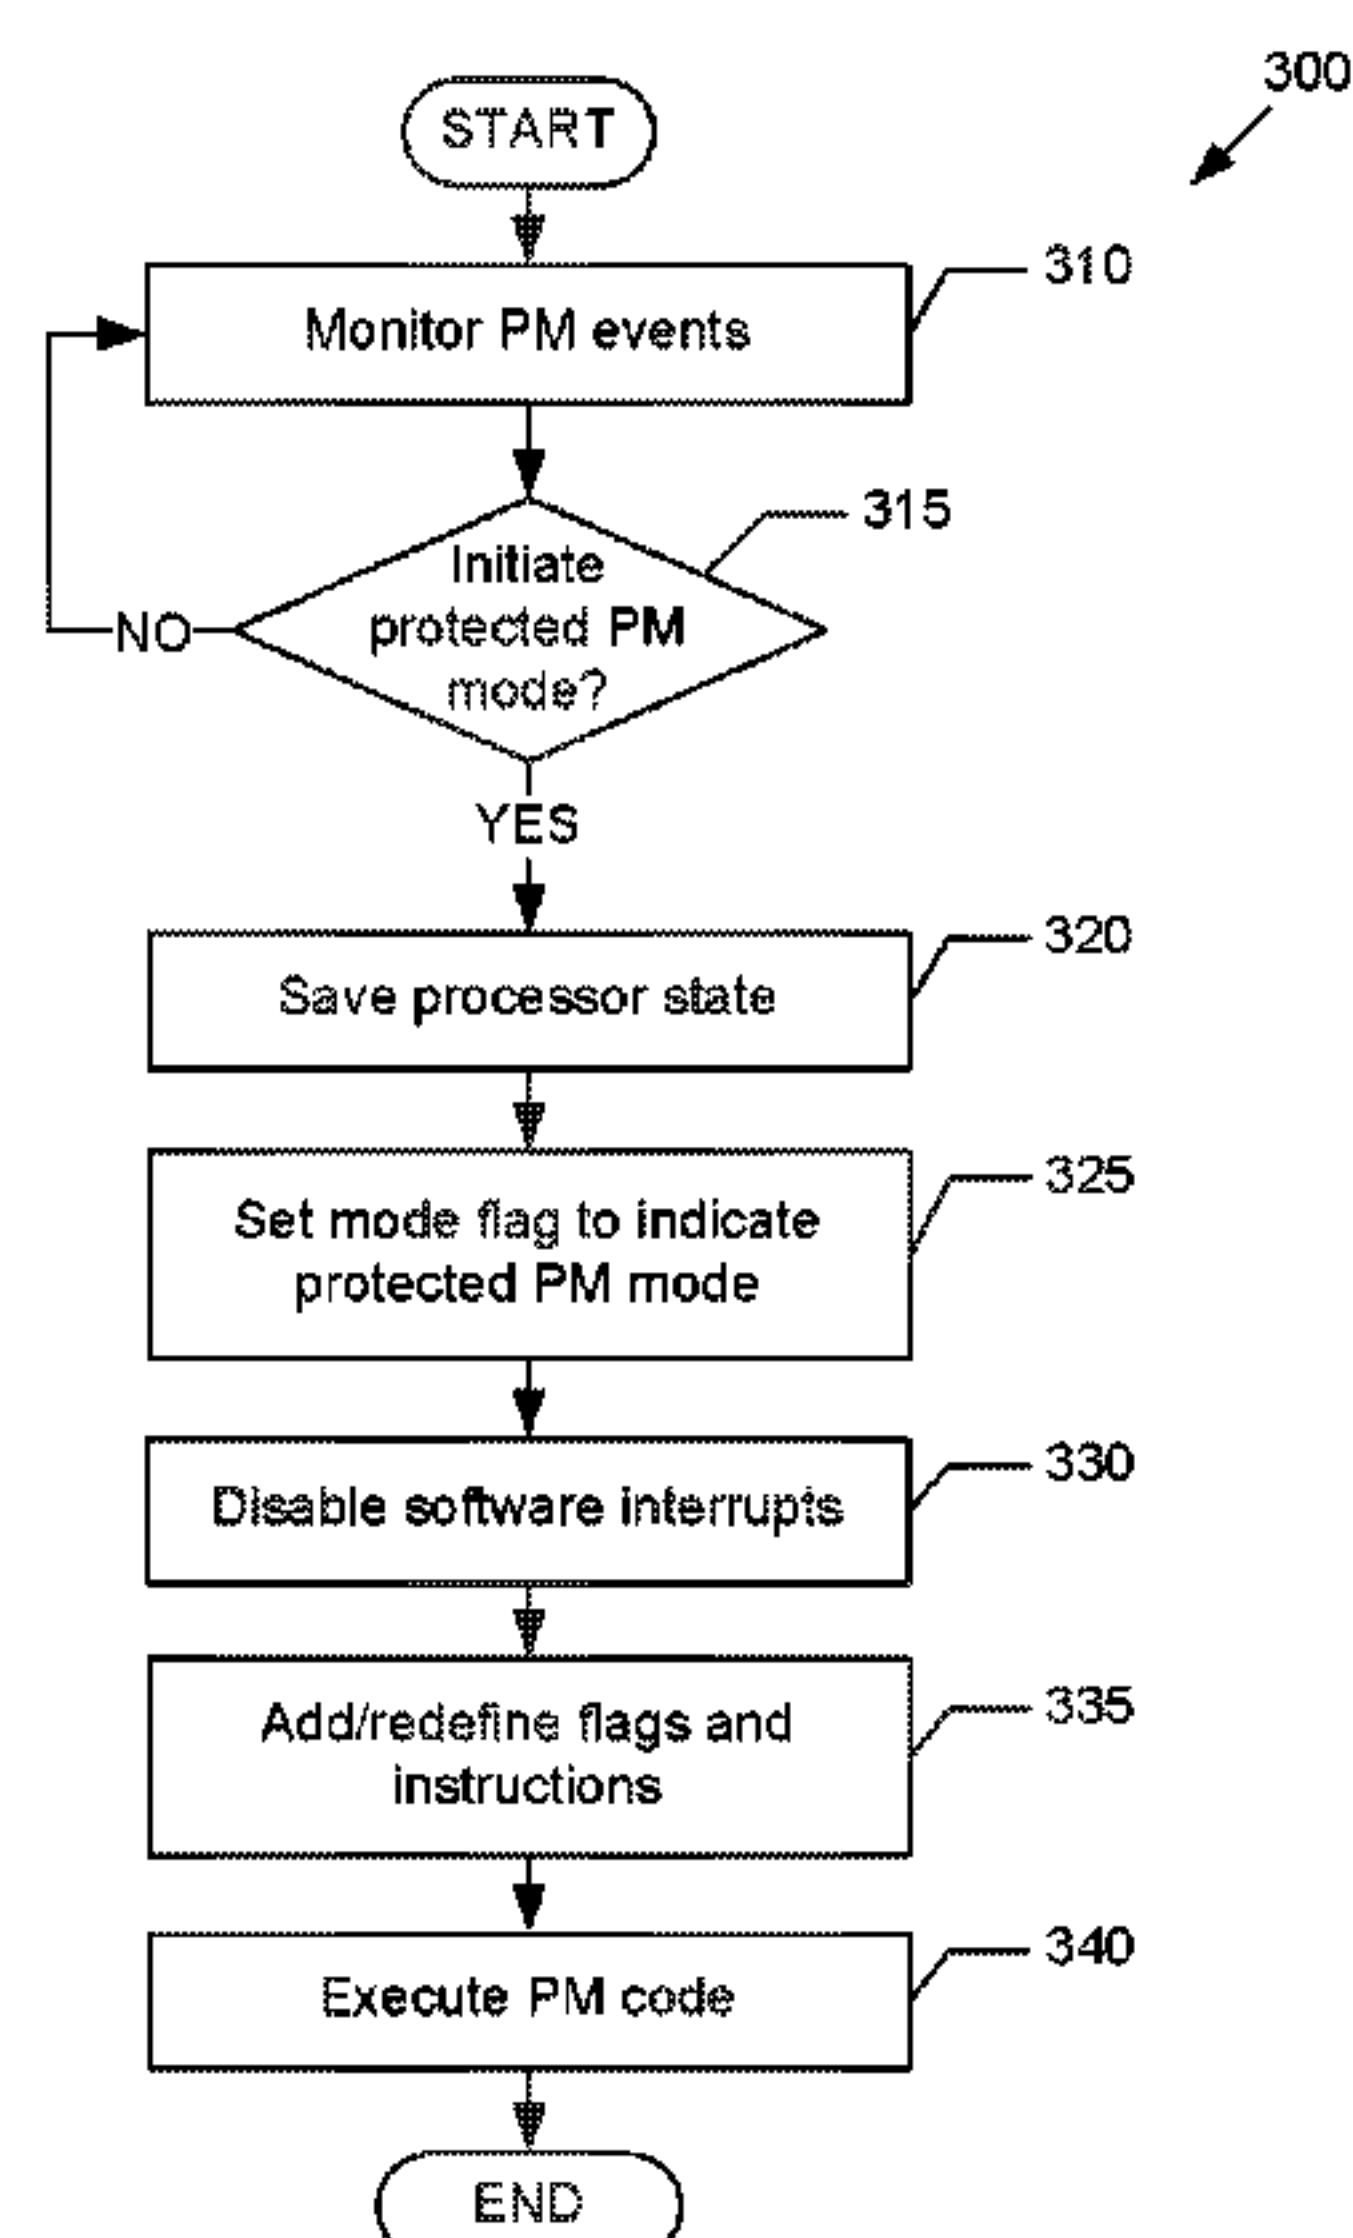 300
START
Monitor PM events
310
Initiate
protected PM
mode?
315
NO
YES
Save processor state
320
Set mode flag to indicate
protected PM mode
325
Disable software interrupts
330
Add/redefine flags and
instructions
335
Execute PM code
340
END